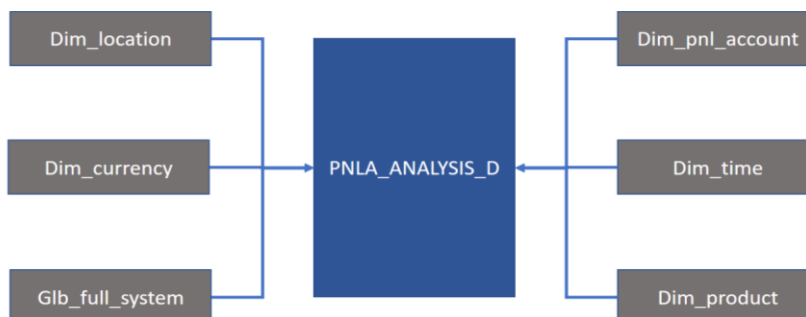 Dim_location
Dim_currency
Glb_full_system
PNLA_ANALYSIS_D
Dim_pnl_account
Dim_time
Dim_product